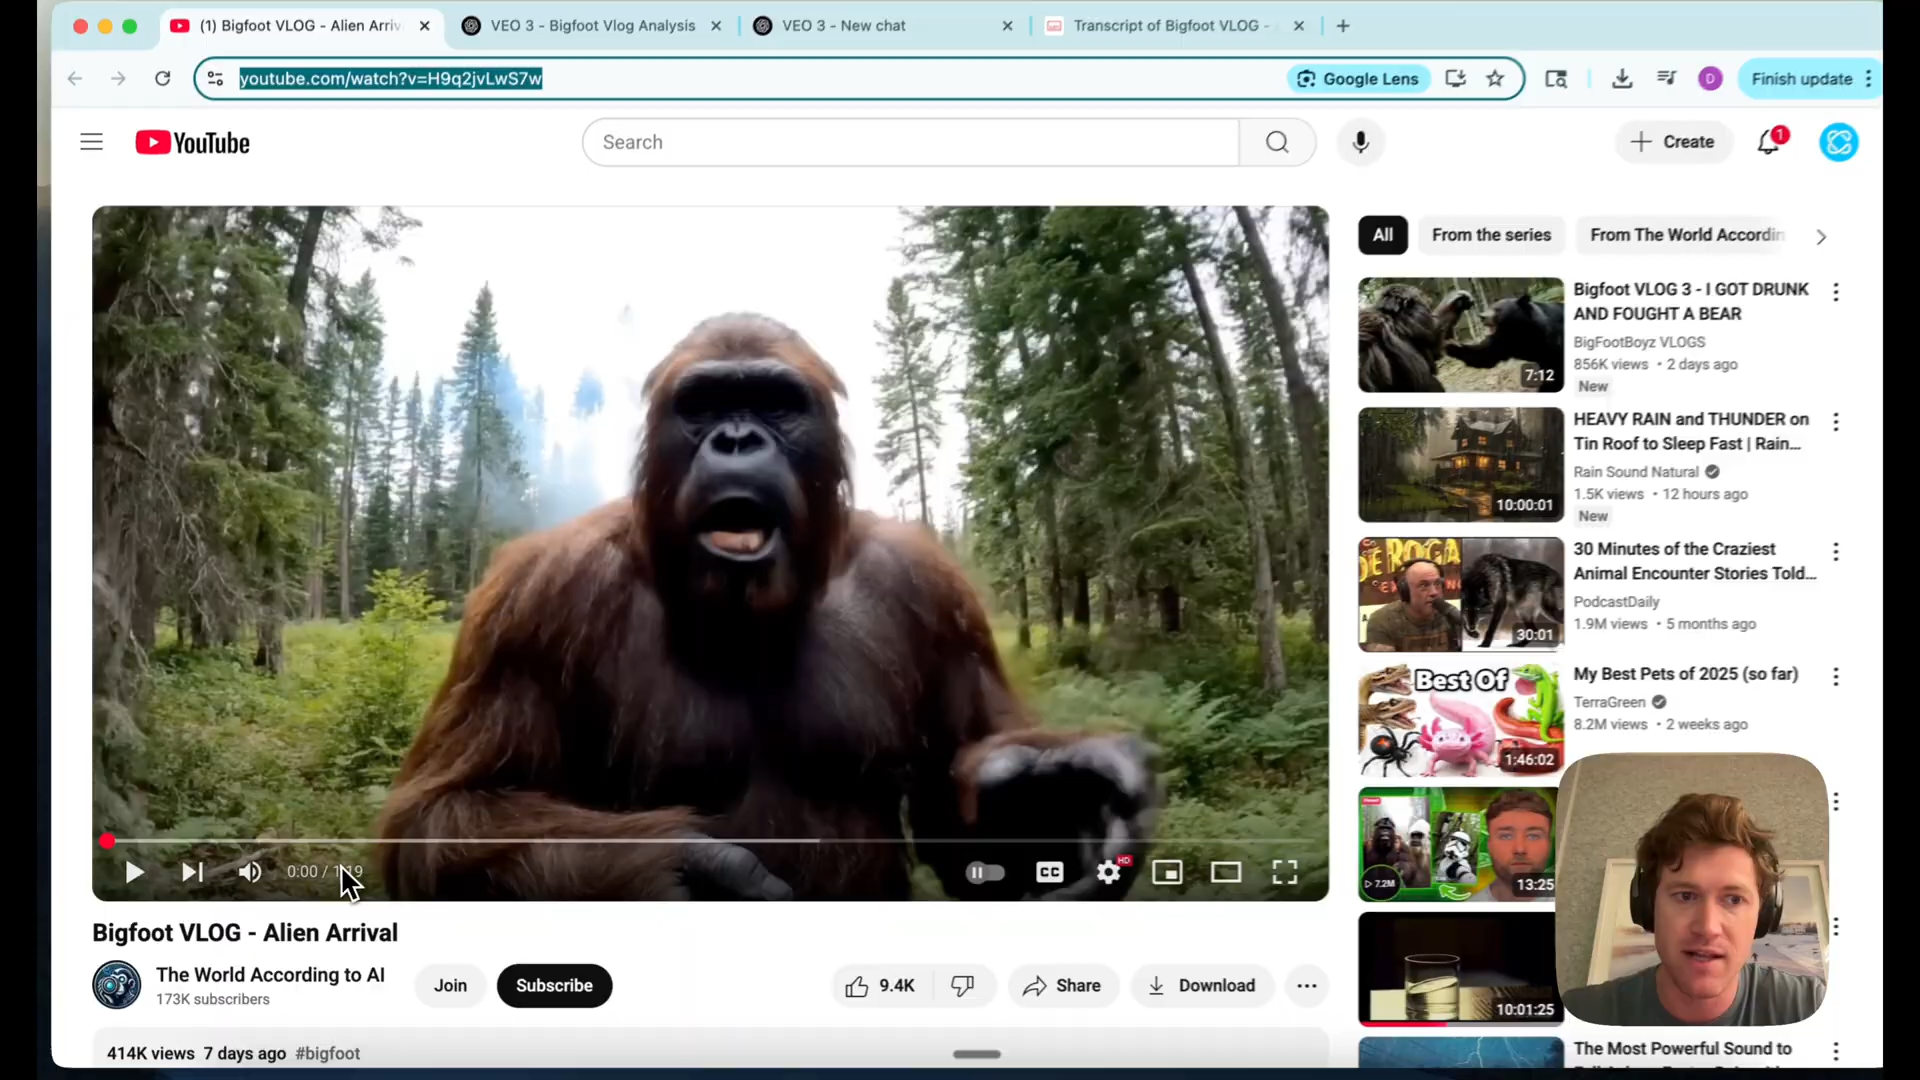 (1) Bigfoot VLOG - Alien Arriv
VEO 3 - Bigfoot Vlog Analysis
VEO 3 - New chat
Transcript of Bigfoot VLOG -
youtube.com/watch?v=H9q2jvLwS7w
Google Lens
D
Finish update
YouTube
Search
Create
1
All
From the series
From The World Accordin
Bigfoot VLOG 3 - I GOT DRUNK
AND FOUGHT A BEAR
BigFootBoyz VLOGS
856K views • 2 days ago
New
7:12
HEAVY RAIN and THUNDER on
Tin Roof to Sleep Fast | Rain...
Rain Sound Natural
1.5K views • 12 hours ago
New
10:00:01
30 Minutes of the Craziest
Animal Encounter Stories Told...
PodcastDaily
1.9M views • 5 months ago
30:01
Best Of
My Best Pets of 2025 (so far)
TerraGreen
8.2M views • 2 weeks ago
1:46:02
7.2M
13:25
10:01:25
The Most Powerful Sound to
0:00 /
CC
HD
Bigfoot VLOG - Alien Arrival
The World According to AI
173K subscribers
Join
Subscribe
9.4K
Share
Download
414K views 7 days ago #bigfoot